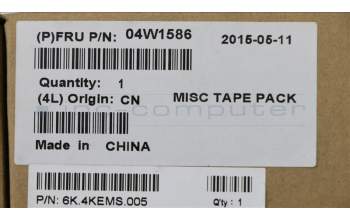 (P)FRU P/N: 04W1586 2015-05-11
Quantity: 1
(4L) Origin: CN MISC TAPE PACK
computer
Made in CHINA
P/N: 6K.4KEMS.005 Q'ty : 1